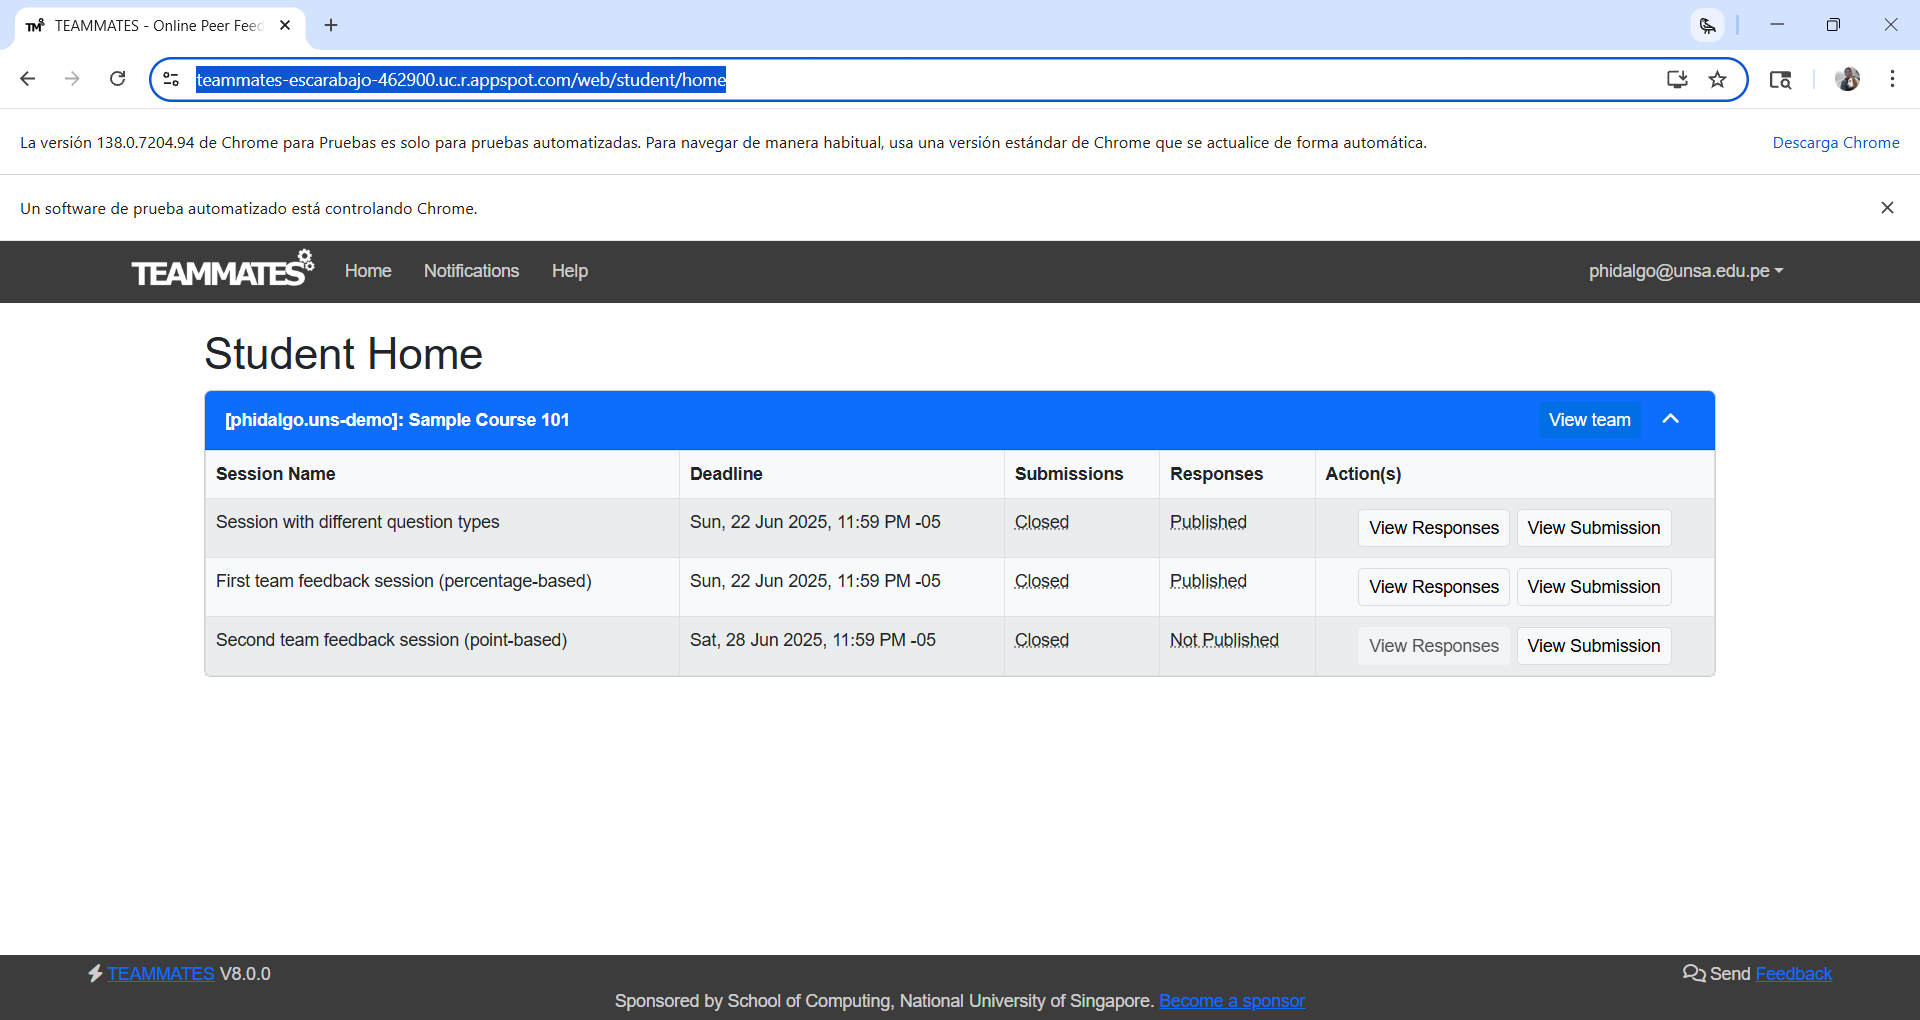 TEAMMATES - Online Peer Feed
teammates-escarabajo-462900.uc.r.appspot.com/web/student/home
La versión 138.0.7204.94 de Chrome para Pruebas es solo para pruebas automatizadas. Para navegar de manera habitual, usa una versión estándar de Chrome que se actualice de forma automática. Descarga Chrome
Un software de prueba automatizado está controlando Chrome.
TEAMMATES Home Notifications Help phidalgo@unsa.edu.pe
Student Home
[phidalgo.uns-demo]: Sample Course 101 View team
Session Name Deadline Submissions Responses Action(s)
Session with different question types Sun, 22 Jun 2025, 11:59 PM -05 Closed Published View Responses View Submission
First team feedback session (percentage-based) Sun, 22 Jun 2025, 11:59 PM -05 Closed Published View Responses View Submission
Second team feedback session (point-based) Sat, 28 Jun 2025, 11:59 PM -05 Closed Not Published View Responses View Submission
TEAMMATES V8.0.0 Send Feedback
Sponsored by School of Computing, National University of Singapore. Become a sponsor